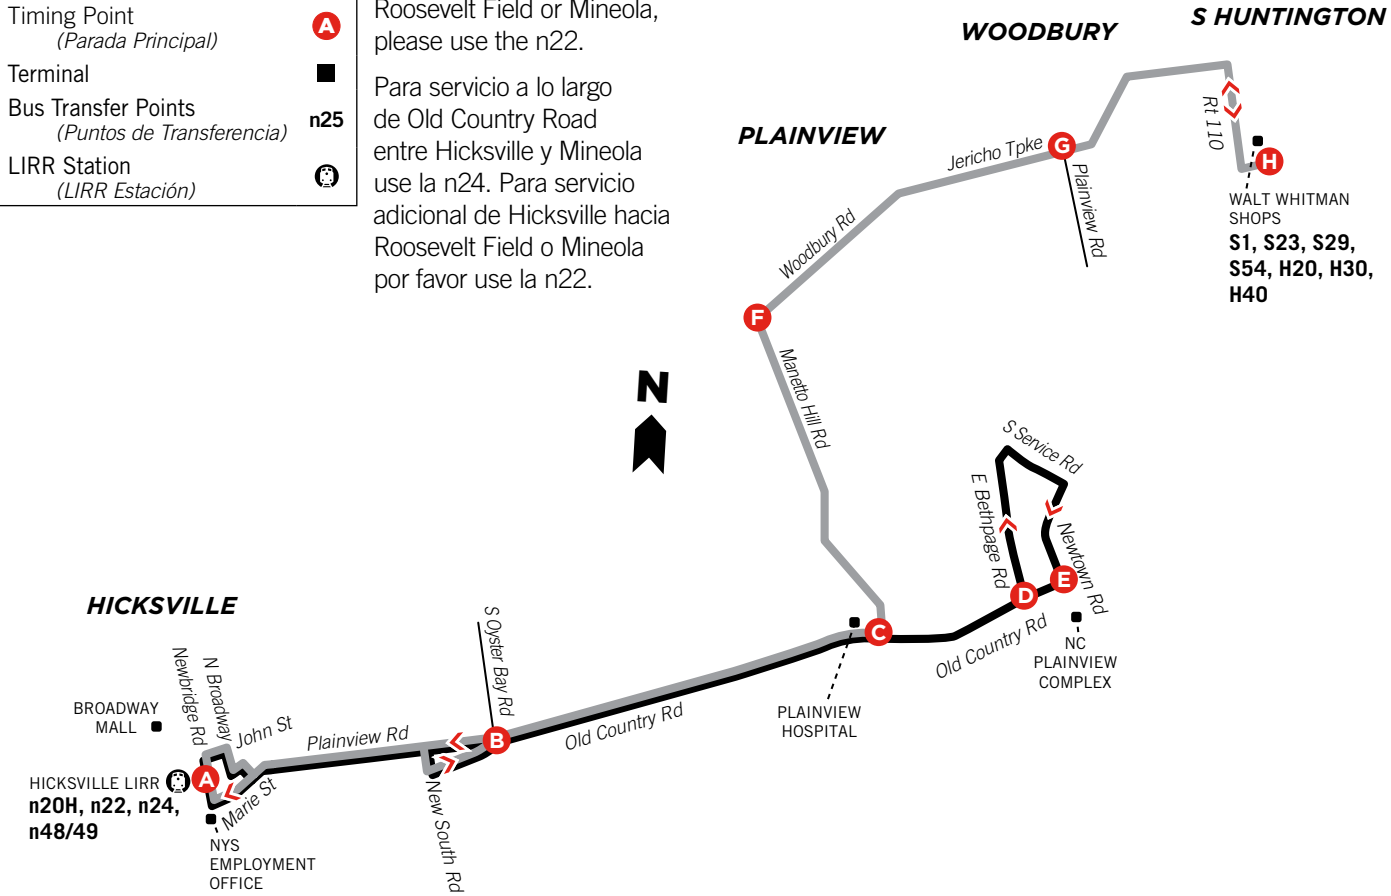 Timing Point
(Parada Principal)
A
Terminal
Bus Transfer Points
(Puntos de Transferencia)
n25
LIRR Station
(LIRR Estación)
Roosevelt Field or Mineola,
please use the n22.
Para servicio a lo largo
de Old Country Road
entre Hicksville y Mineola
use la n24. Para servicio
adicional de Hicksville hacia
Roosevelt Field o Mineola
por favor use la n22.
WOODBURY
S HUNTINGTON
PLAINVIEW
Jericho Tpke
G
Plainview Rd
Rt 110
H
WALT WHITMAN
SHOPS
S1, S23, S29,
S54, H20, H30,
H40
Woodbury Rd
F
Manetto Hill Rd
N
S Service Rd
E Bethpage Rd
Newtown Rd
D
E
C
Old Country Rd
NC
PLAINVIEW
COMPLEX
PLAINVIEW
HOSPITAL
HICKSVILLE
S Oyster Bay Rd
B
Old Country Rd
Plainview Rd
New South Rd
Newbridge Rd
N Broadway
John St
BROADWAY
MALL
A
Marie St
HICKSVILLE LIRR
n20H, n22, n24,
n48/49
NYS
EMPLOYMENT
OFFICE